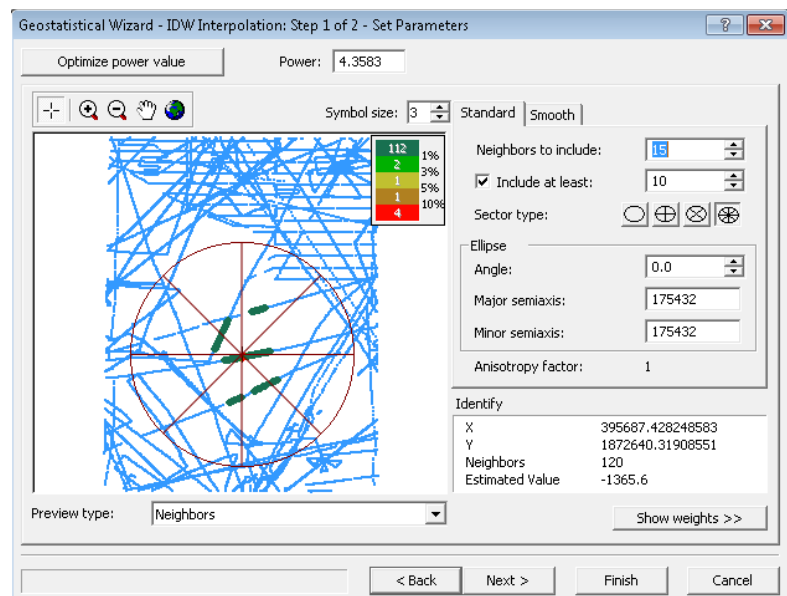 Geostatistical Wizard - IDW Interpolation: Step 1 of 2 - Set Parameters
Optimize power value
Power: 4.3583
Symbol size: 3
Standard
Smooth
112
2
1
1
4
1%
3%
5%
10%
Neighbors to include: 15
Include at least: 10
Sector type:
Ellipse
Angle: 0.0
Major semiaxis: 175432
Minor semiaxis: 175432
Anisotropy factor: 1
Identify
X 395687.428248583
Y 1872640.31908551
Neighbors 120
Estimated Value -1365.6
Preview type: Neighbors
Show weights >>
< Back
Next >
Finish
Cancel